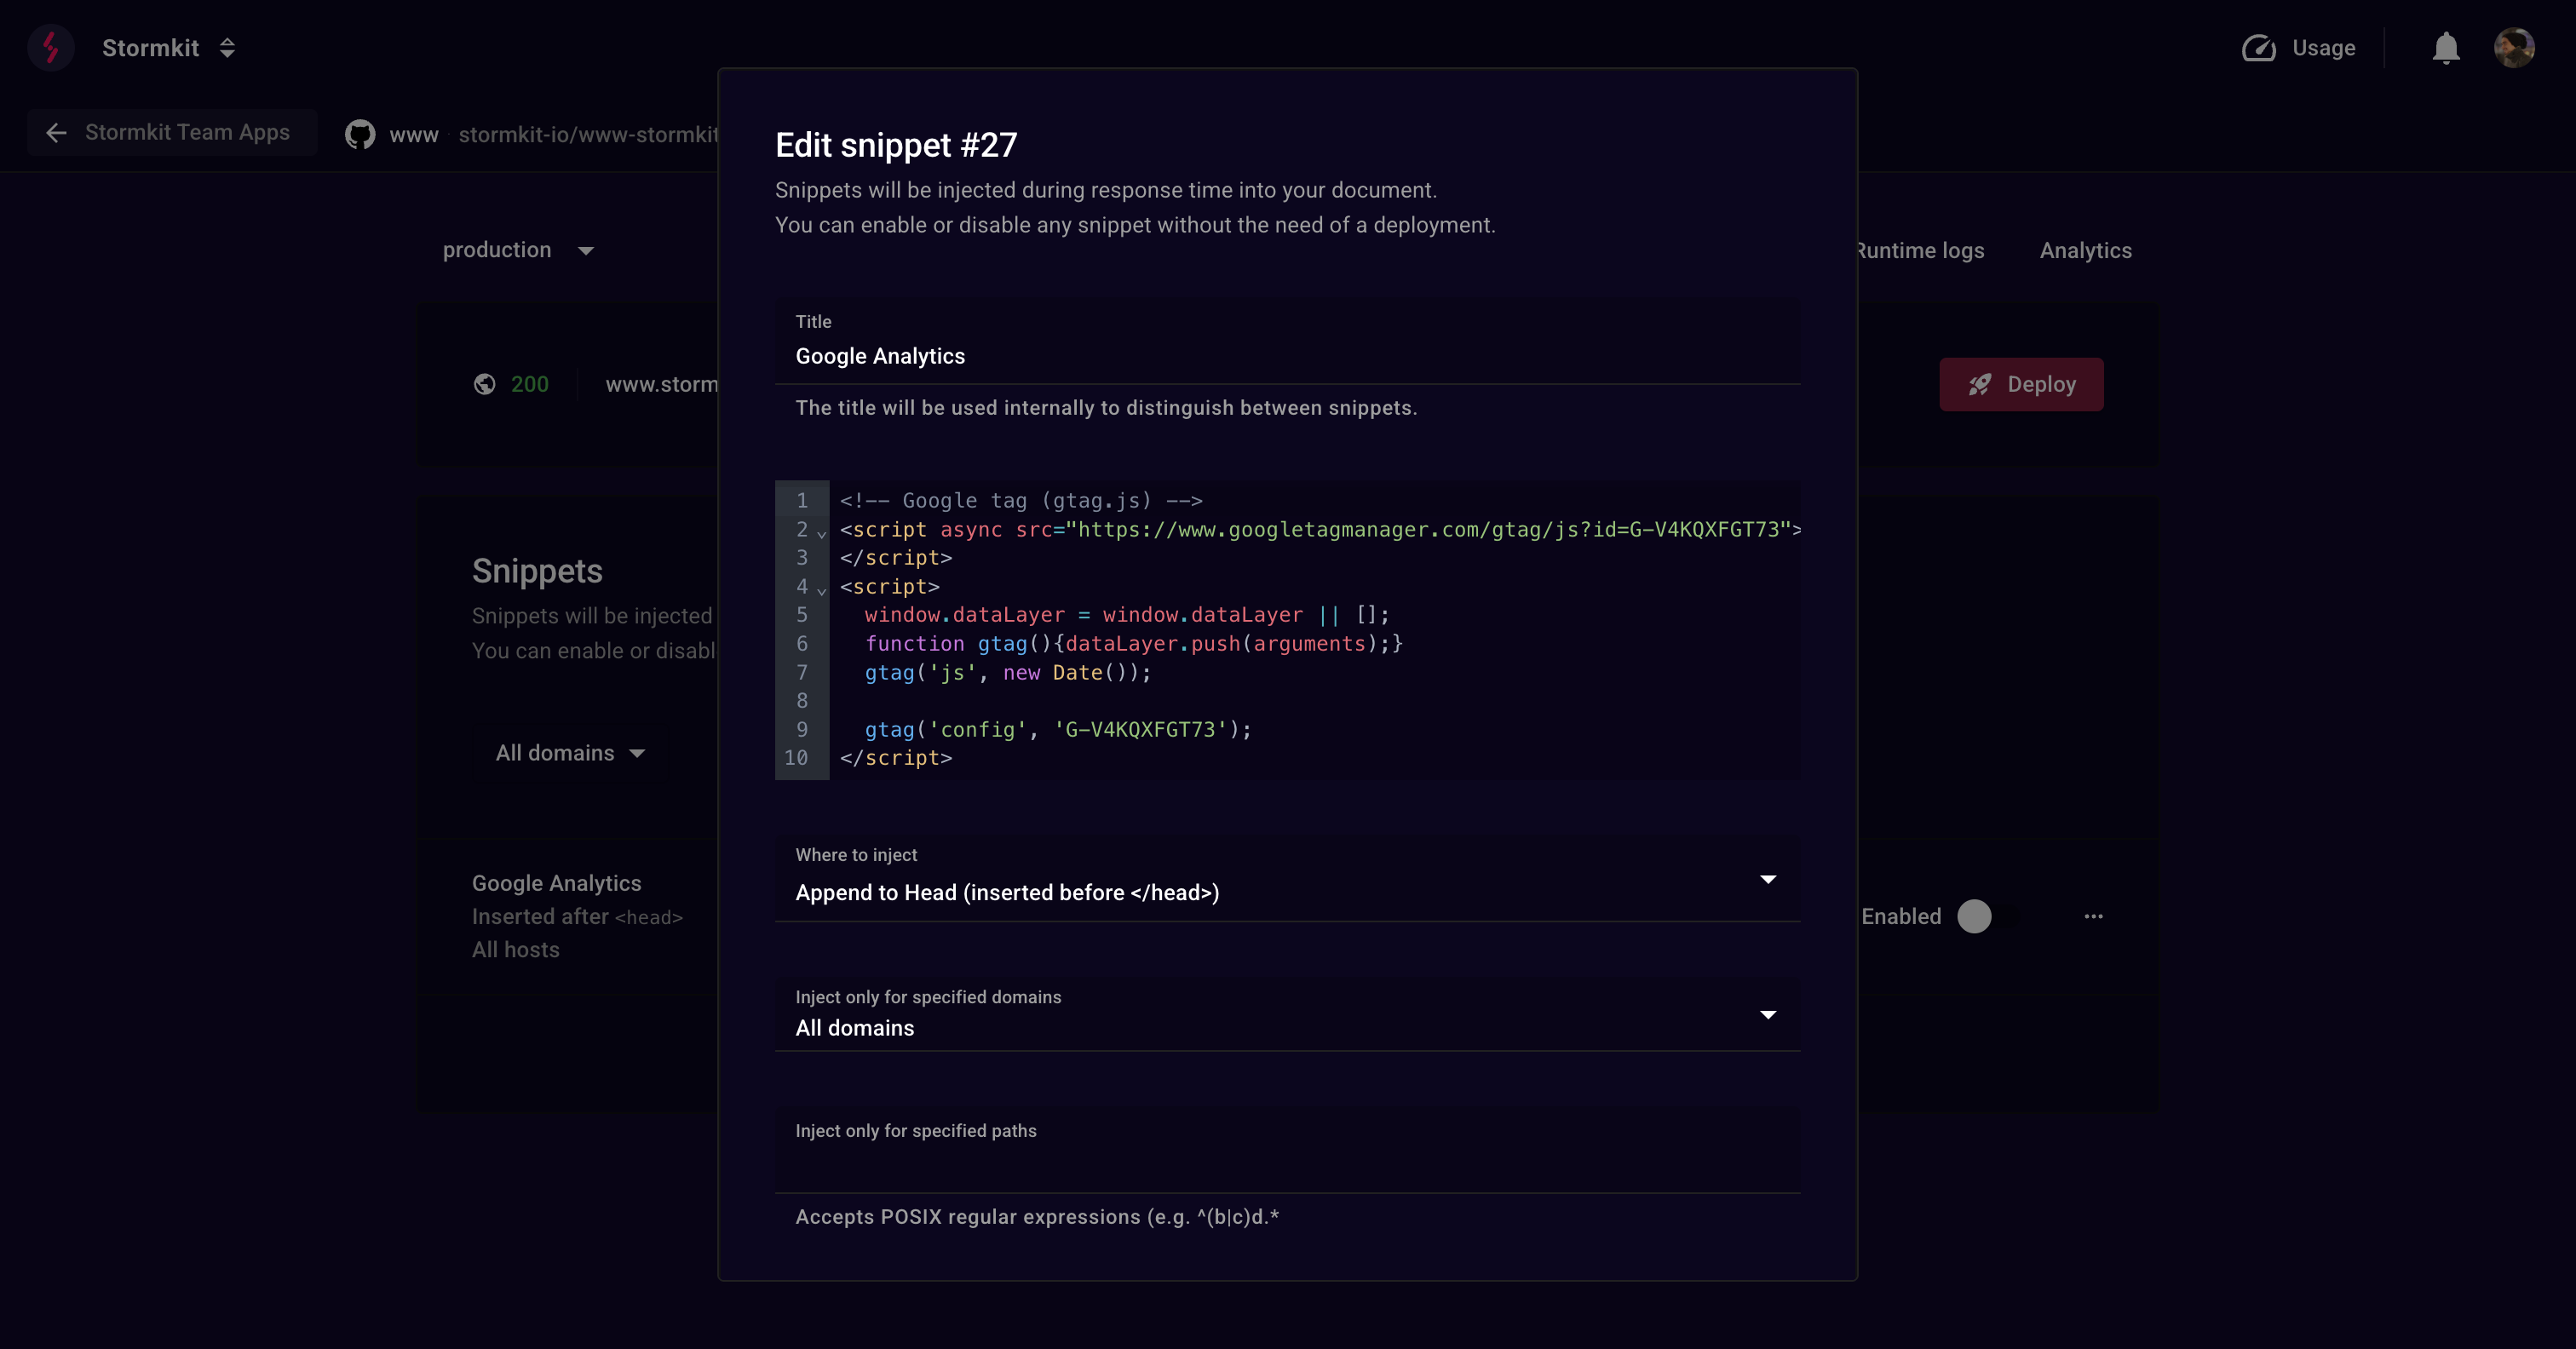 Stormkit
Usage
Stormkit Team Apps
www
stormkit-io/www-stormkit
production
Runtime logs
Analytics
200
www.storm
Deploy
Snippets
Snippets will be injected
You can enable or disabl
All domains
Google Analytics
Inserted after <head>
All hosts
Enabled
Edit snippet #27
Snippets will be injected during response time into your document.
You can enable or disable any snippet without the need of a deployment.
Title
Google Analytics
The title will be used internally to distinguish between snippets.
1 <!-- Google tag (gtag.js) -->
2 <script async src="https://www.googletagmanager.com/gtag/js?id=G-V4KQXFGT73">
3 </script>
4 <script>
5   window.dataLayer = window.dataLayer || [];
6   function gtag(){dataLayer.push(arguments);}
7   gtag('js', new Date());
8
9   gtag('config', 'G-V4KQXFGT73');
10 </script>
Where to inject
Append to Head (inserted before </head>)
Inject only for specified domains
All domains
Inject only for specified paths
Accepts POSIX regular expressions (e.g. ^(b|c)d.*